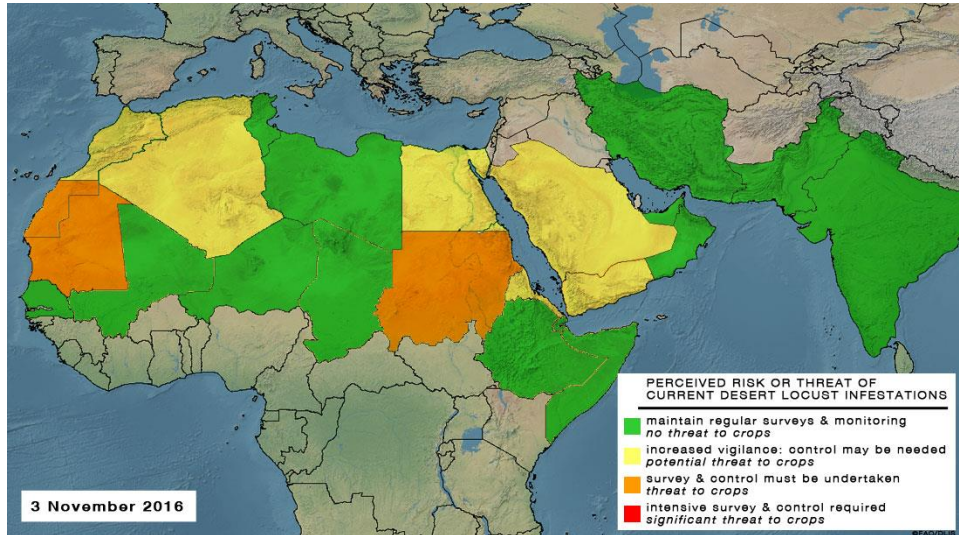 PERCEIVED RISK OR THREAT OF
CURRENT DESERT LOCUST INFESTATIONS
maintain regular surveys & monitoring
no threat to crops
increased vigilance: control may be needed
potential threat to crops
survey & control must be undertaken
threat to crops
intensive survey & control required
significant threat to crops
3 November 2016
©FAO/DLIS